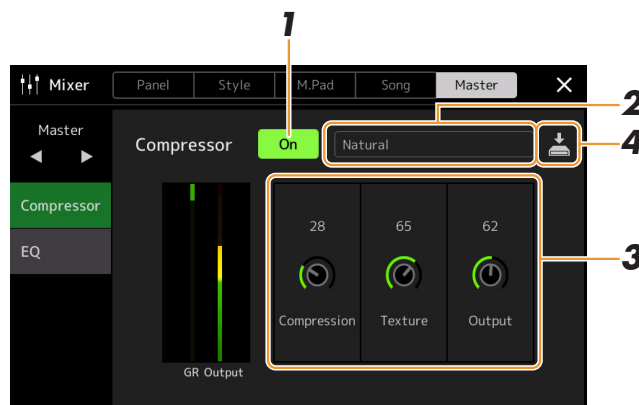 1
Mixer Panel Style M.Pad Song Master
2
Master Compressor On Natural 4
Compressor
28 65 62
EQ 3
Compression Texture Output
GR Output